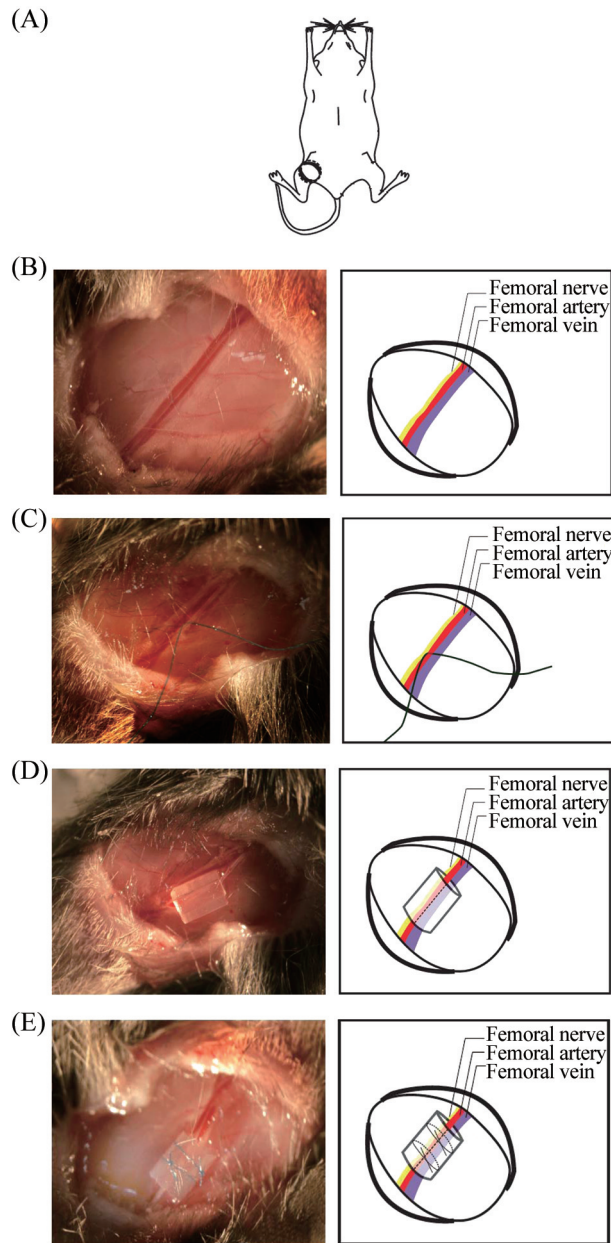 (A)
(B)
Femoral nerve
Femoral artery
Femoral vein
(C)
Femoral nerve
Femoral artery
Femoral vein
(D)
Femoral nerve
Femoral artery
Femoral vein
(E)
Femoral nerve
Femoral artery
Femoral vein